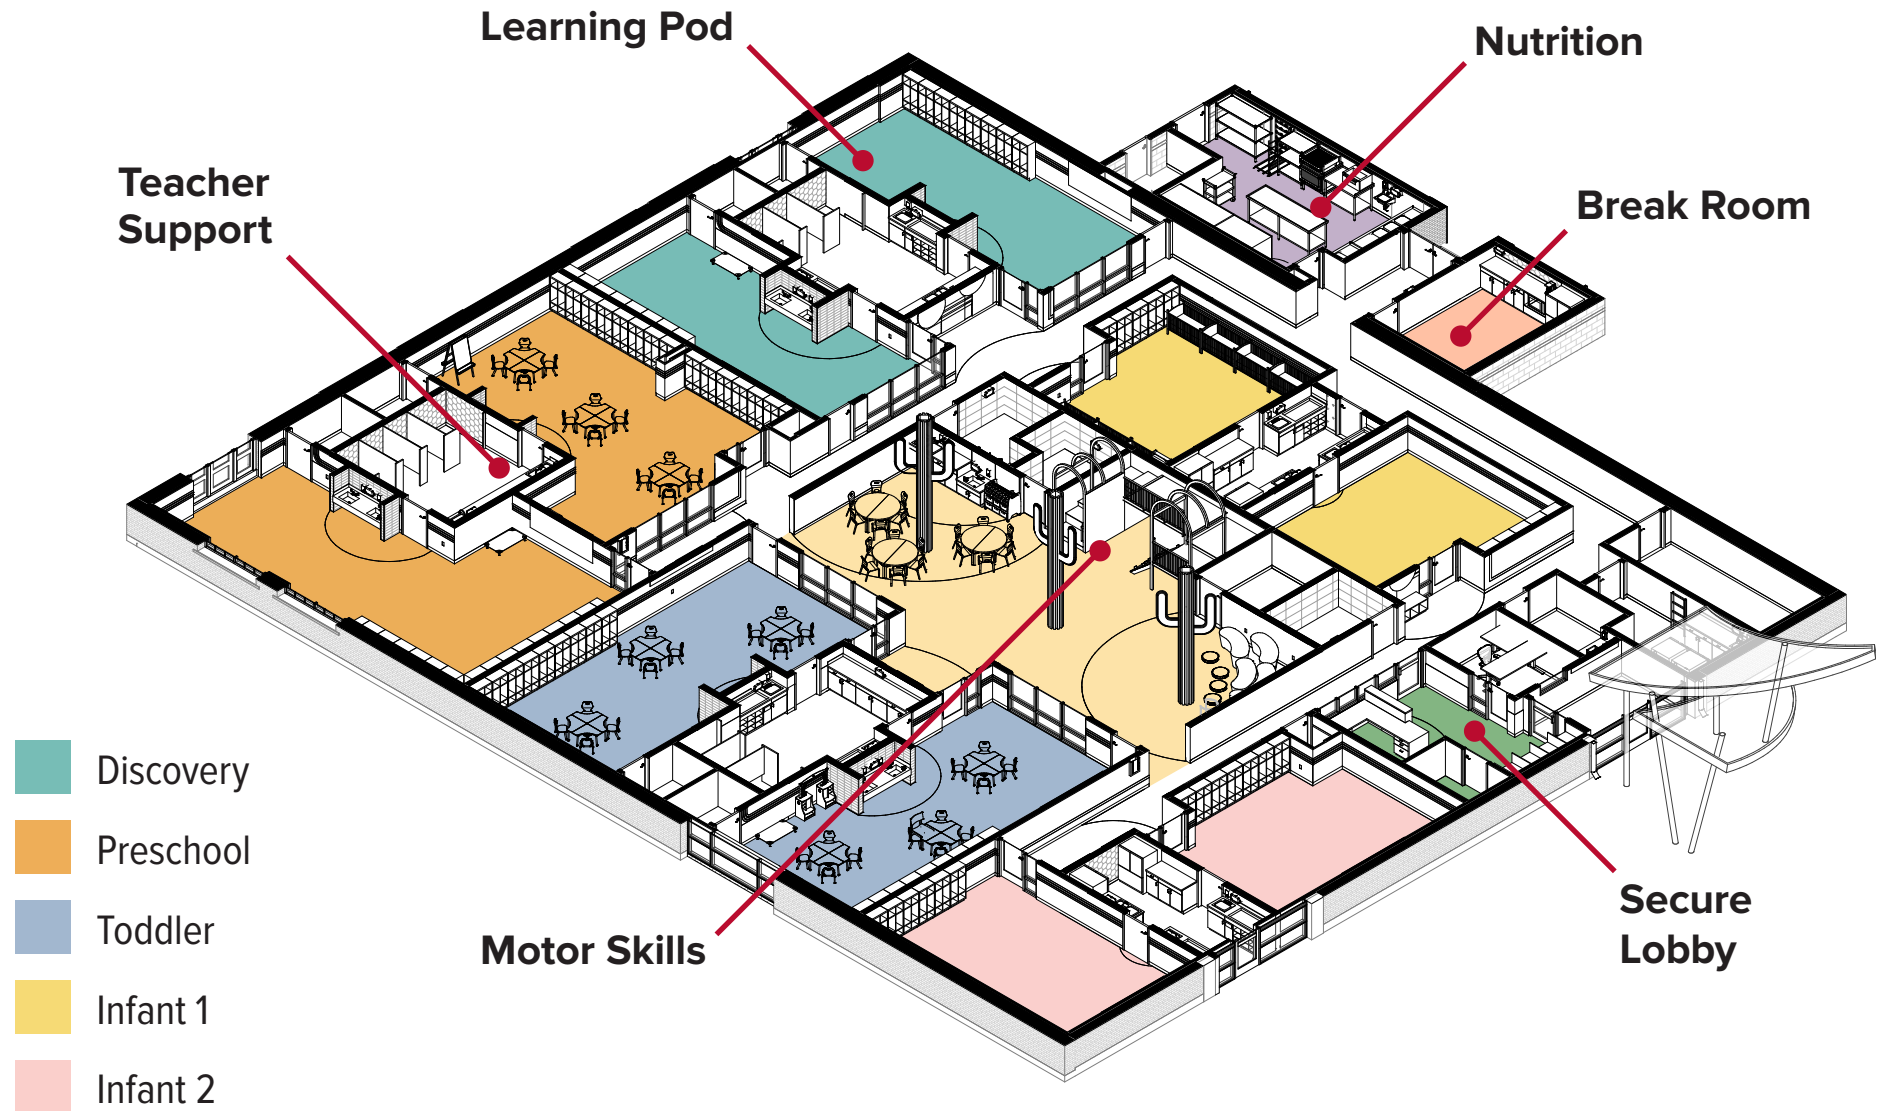 Learning Pod
Nutrition
Teacher
Support
Break Room
Discovery
Preschool
Toddler
Infant 1
Infant 2
Motor Skills
Secure
Lobby